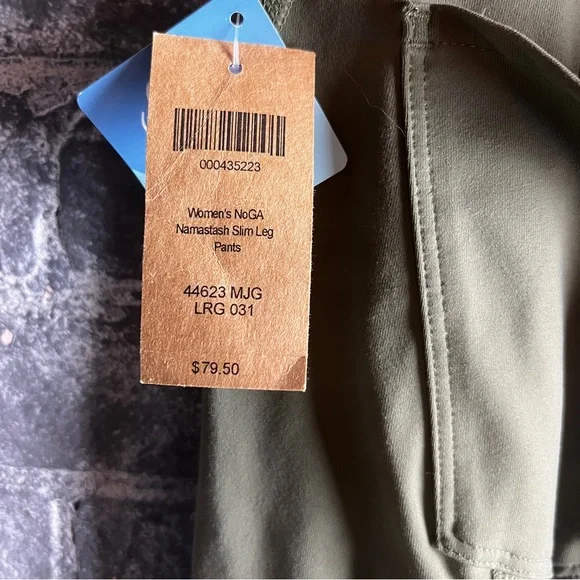 000435223
Women's NoGA
Namastash Slim Leg
Pants
44623 MJG
LRG 031
$79.50